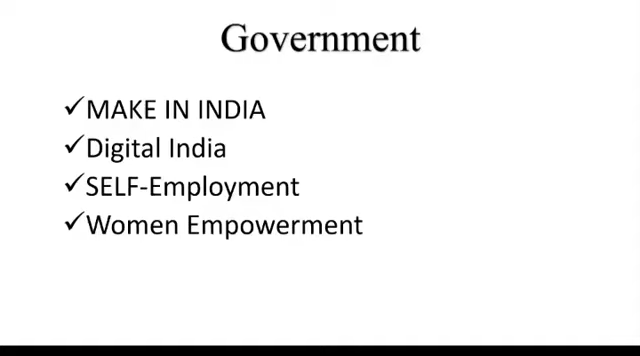 Government
✓MAKE IN INDIA
✓Digital India
✓SELF-Employment
✓Women Empowerment